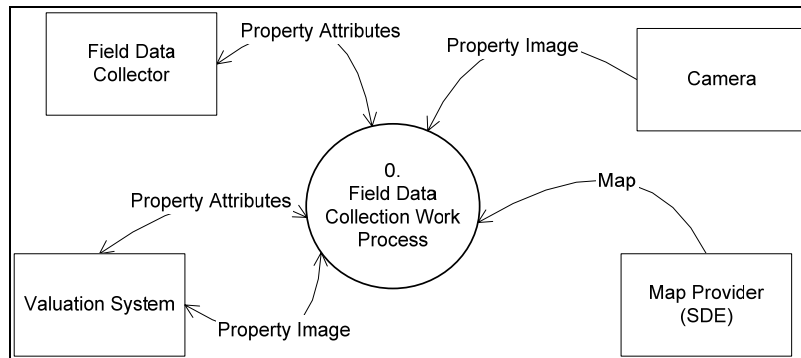 Property Attributes
Field Data
Collector
Property Image
Camera
0.
Field Data
Collection Work
Process
Map
Property Attributes
Valuation System
Property Image
Map Provider
(SDE)